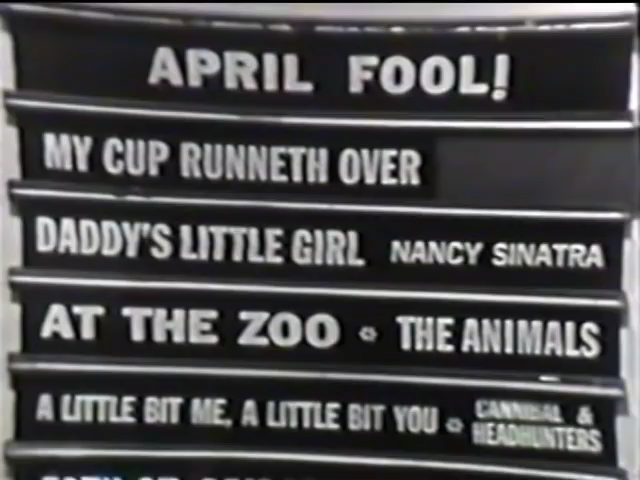 APRIL FOOL!
MY CUP RUNNETH OVER
DADDY'S LITTLE GIRL NANCY SINATRA
AT THE ZOO THE ANIMALS
A LITTLE BIT ME, A LITTLE BIT YOU CANNIBAL &
HEADHUNTERS